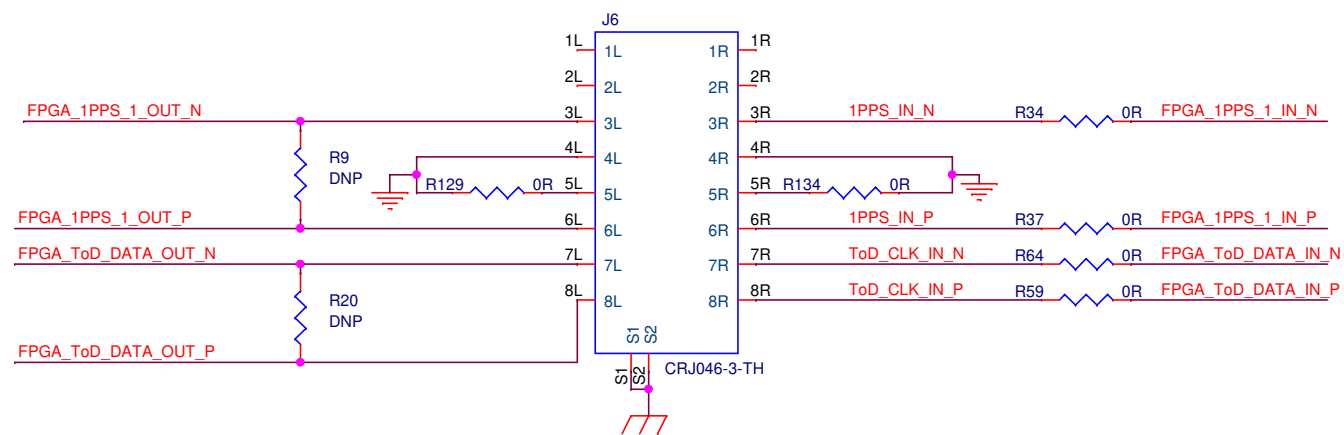 J6
1L 1L 1R 1R
2L 2L 2R 2R
FPGA_1PPS_1_OUT_N 3L 3L 3R 3R 1PPS_IN_N R34 0R FPGA_1PPS_1_IN_N
R9 DNP
4L 4L 4R 4R
R129 0R 5L 5L 5R 5R R134 0R
FPGA_1PPS_1_OUT_P 6L 6L 6R 6R 1PPS_IN_P R37 0R FPGA_1PPS_1_IN_P
FPGA_ToD_DATA_OUT_N 7L 7L 7R 7R ToD_CLK_IN_N R64 0R FPGA_ToD_DATA_IN_N
8L 8L 8R 8R ToD_CLK_IN_P R59 0R FPGA_ToD_DATA_IN_P
R20
DNP
S1 S2
FPGA_ToD_DATA_OUT_P
S1 S2 CRJ046-3-TH